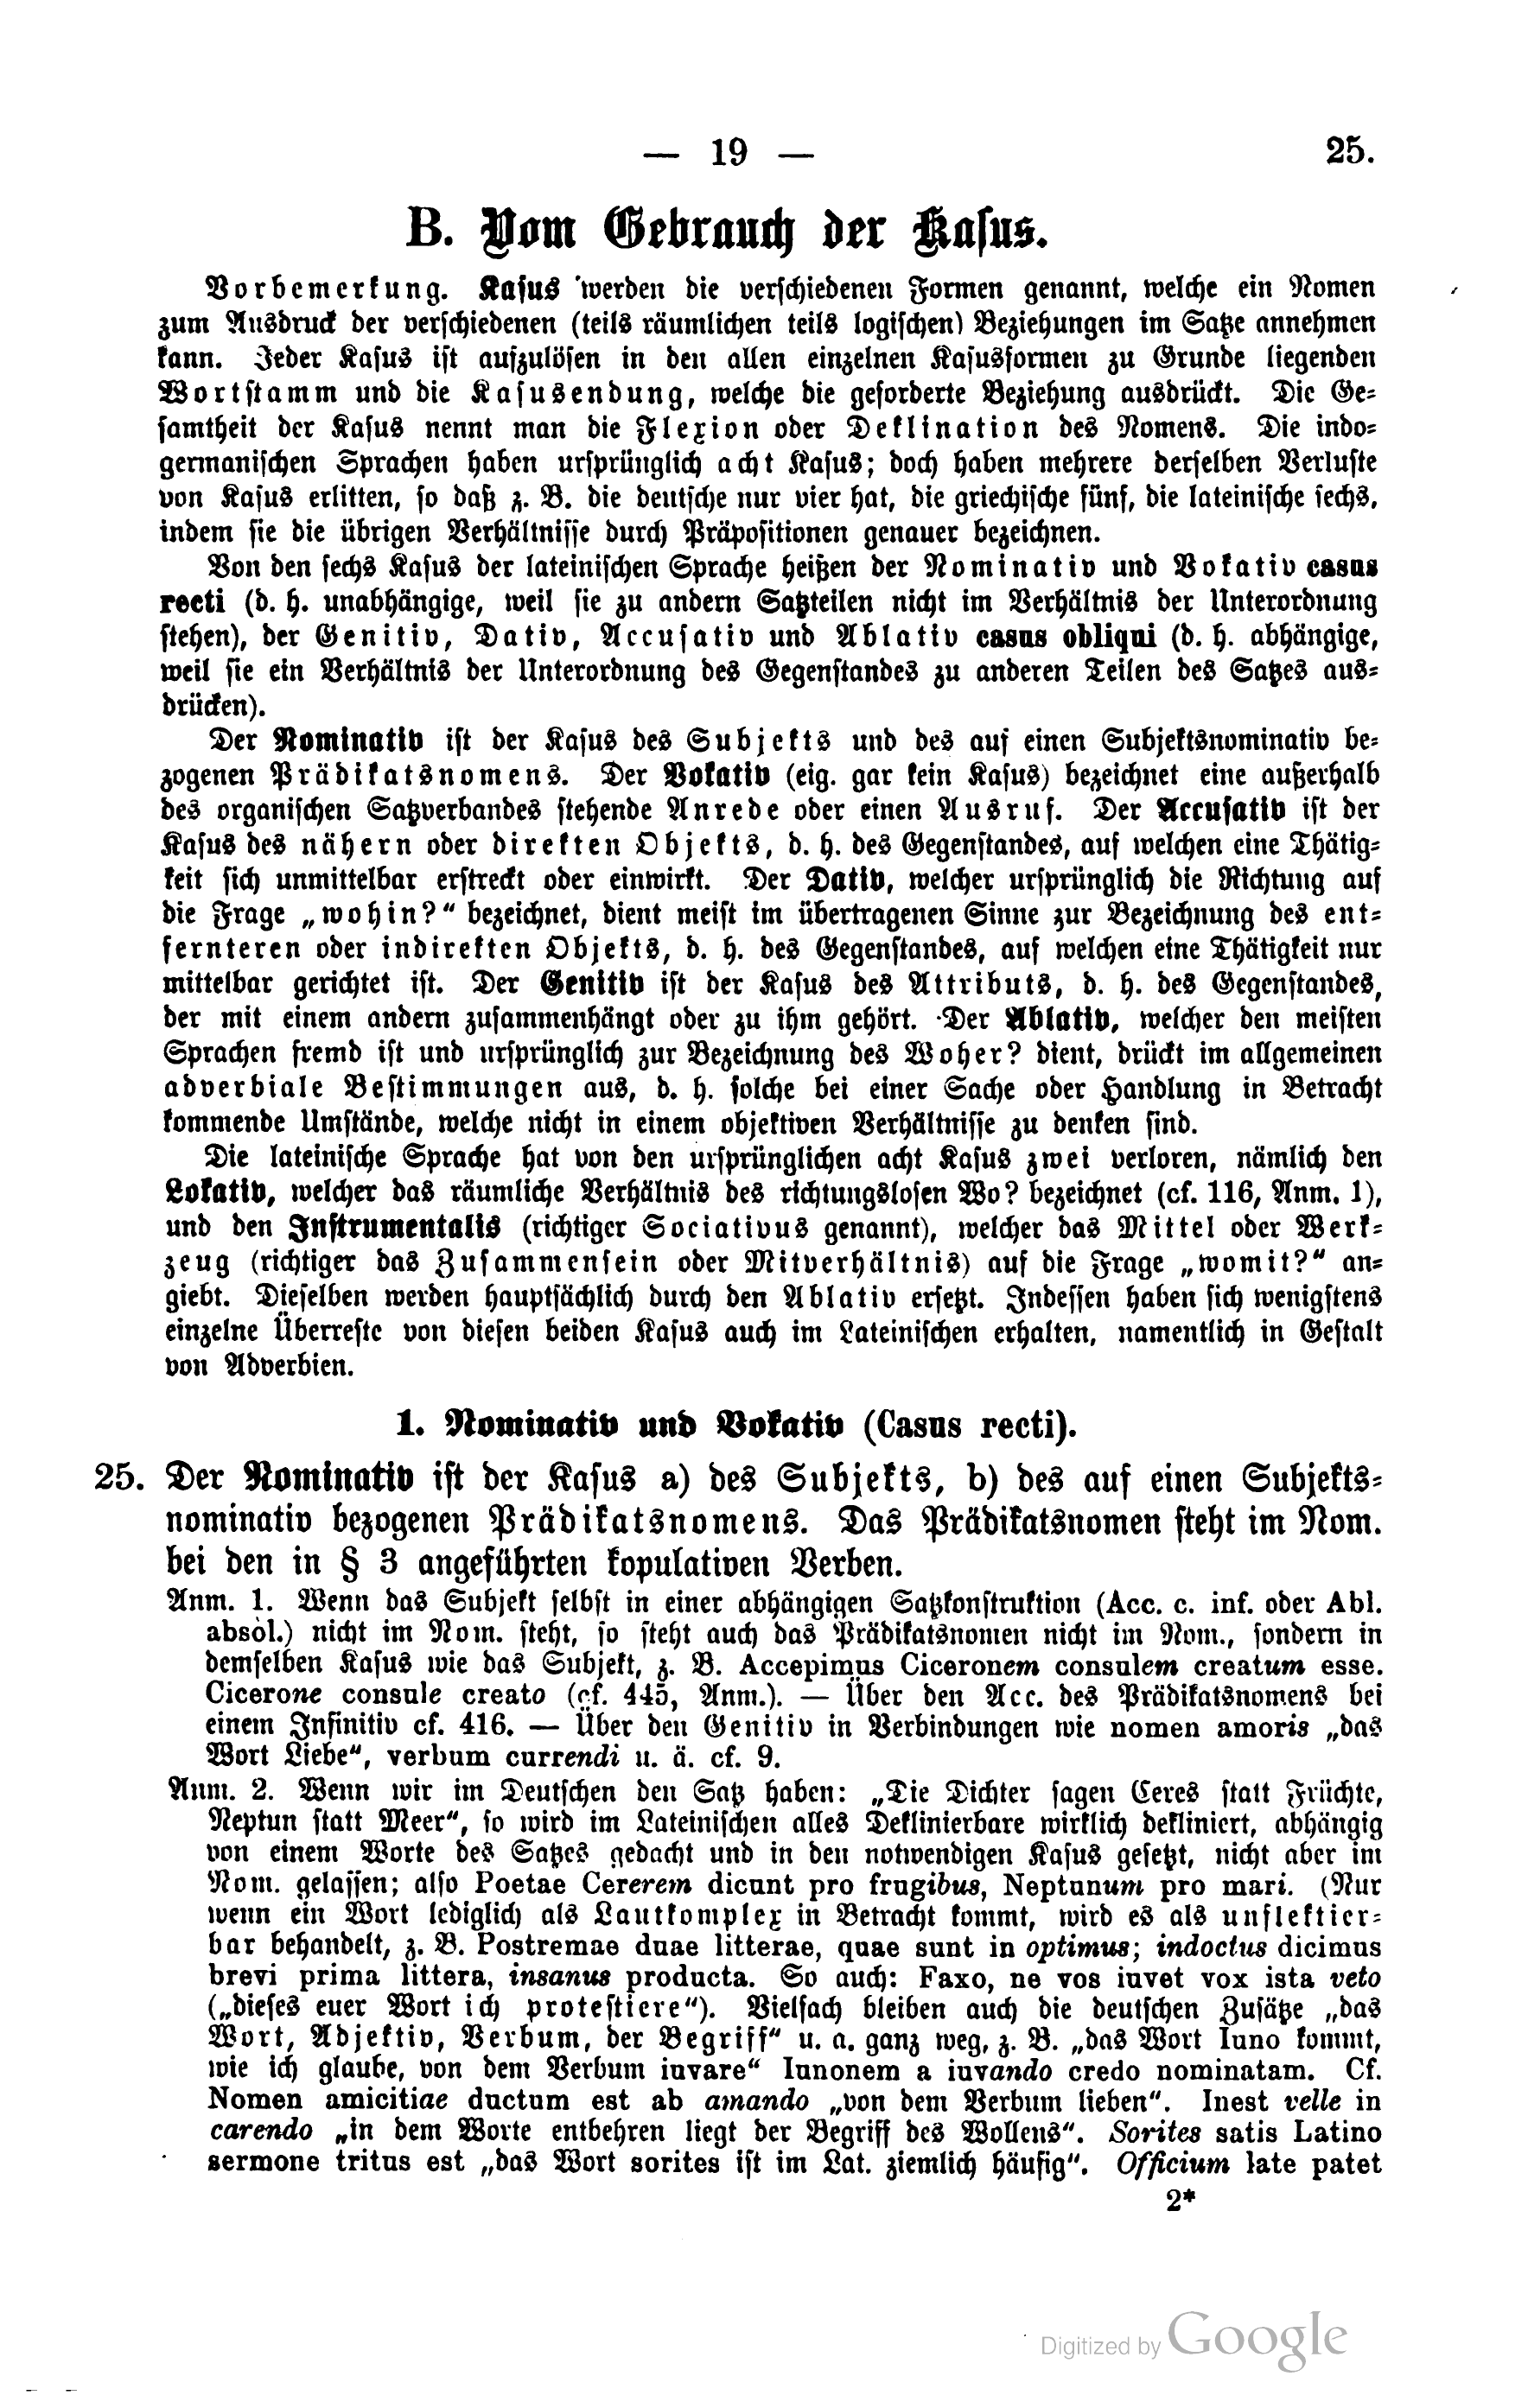 — 19 — 25.
B. Vom Gebrauch der Kasus.
Vorbemerkung. Kasus werden die verschiedenen Formen genannt, welche ein Nomen
zum Ausdruck der verschiedenen (teils räumlichen teils logischen) Beziehungen im Satze annehmen
kann. Jeder Kasus ist aufzulösen in den allen einzelnen Kasusformen zu Grunde liegenden
Wortstamm und die Kasusendung, welche die geforderte Beziehung ausdrückt. Die Ge-
samtheit der Kasus nennt man die Flexion oder Deklination des Nomens. Die indo-
germanischen Sprachen haben ursprünglich acht Kasus; doch haben mehrere derselben Verluste
von Kasus erlitten, so daß z. B. die deutsche nur vier hat, die griechische fünf, die lateinische sechs,
indem sie die übrigen Verhältnisse durch Präpositionen genauer bezeichnen.
Von den sechs Kasus der lateinischen Sprache heißen der Nominativ und Vokativ casus
recti (d. h. unabhängige, weil sie zu andern Satzteilen nicht im Verhältnis der Unterordnung
stehen), der Genitiv, Dativ, Accusativ und Ablativ casus obliqui (d. h. abhängige,
weil sie ein Verhältnis der Unterordnung des Gegenstandes zu anderen Teilen des Satzes aus-
drücken).
Der Nominativ ist der Kasus des Subjekts und des auf einen Subjektsnominativ be-
zogenen Prädikatsnomens. Der Vokativ (eig. gar kein Kasus) bezeichnet eine außerhalb
des organischen Satzverbandes stehende Anrede oder einen Ausruf. Der Accusativ ist der
Kasus des nähern oder direkten Objekts, d. h. des Gegenstandes, auf welchen eine Thätig-
keit sich unmittelbar erstreckt oder einwirkt. Der Dativ, welcher ursprünglich die Richtung auf
die Frage „wohin?“ bezeichnet, dient meist im übertragenen Sinne zur Bezeichnung des ent-
fernteren oder indirekten Objekts, d. h. des Gegenstandes, auf welchen eine Thätigkeit nur
mittelbar gerichtet ist. Der Genitiv ist der Kasus des Attributs, d. h. des Gegenstandes,
der mit einem andern zusammenhängt oder zu ihm gehört. Der Ablativ, welcher den meisten
Sprachen fremd ist und ursprünglich zur Bezeichnung des Woher? dient, drückt im allgemeinen
adverbiale Bestimmungen aus, d. h. solche bei einer Sache oder Handlung in Betracht
kommende Umstände, welche nicht in einem objektiven Verhältnisse zu denken sind.
Die lateinische Sprache hat von den ursprünglichen acht Kasus zwei verloren, nämlich den
Lokativ, welcher das räumliche Verhältnis des richtungslosen Wo? bezeichnet (cf. 116, Anm. 1),
und den Instrumentalis (richtiger Sociativus genannt), welcher das Mittel oder Werk-
zeug (richtiger das Zusammensein oder Mitverhältnis) auf die Frage „womit?“ an-
giebt. Dieselben werden hauptsächlich durch den Ablativ ersetzt. Indessen haben sich wenigstens
einzelne Überreste von diesen beiden Kasus auch im Lateinischen erhalten, namentlich in Gestalt
von Adverbien.
1. Nominativ und Vokativ (Casus recti).
25. Der Nominativ ist der Kasus a) des Subjekts, b) des auf einen Subjekts-
nominativ bezogenen Prädikatsnomens. Das Prädikatsnomen steht im Nom.
bei den in § 3 angeführten kopulativen Verben.
Anm. 1. Wenn das Subjekt selbst in einer abhängigen Satzkonstruktion (Acc. c. inf. oder Abl.
absol.) nicht im Nom. steht, so steht auch das Prädikatsnomen nicht im Nom., sondern in
demselben Kasus wie das Subjekt, z. B. Accepimus Ciceronem consulem creatum esse.
Cicerone consule creato (cf. 445, Anm.). — Über den Acc. des Prädikatsnomens bei
einem Infinitiv cf. 416. — Über den Genitiv in Verbindungen wie nomen amoris „das
Wort Liebe“, verbum currendi u. ä. cf. 9.
Anm. 2. Wenn wir im Deutschen den Satz haben: „Die Dichter sagen Ceres statt Früchte,
Neptun statt Meer“, so wird im Lateinischen alles Deklinierbare wirklich dekliniert, abhängig
von einem Worte des Satzes gedacht und in den notwendigen Kasus gesetzt, nicht aber im
Nom. gelassen; also Poetae Cererem dicunt pro frugibus, Neptunum pro mari. (Nur
wenn ein Wort lediglich als Lautkomplex in Betracht kommt, wird es als unflektier-
bar behandelt, z. B. Postremae duae litterae, quae sunt in optimus; indoctus dicimus
brevi prima littera, insanus producta. So auch: Faxo, ne vos iuvet vox ista veto
(„dieses euer Wort ich protestiere“). Vielfach bleiben auch die deutschen Zusätze „das
Wort, Adjektiv, Verbum, der Begriff“ u. a. ganz weg, z. B. „das Wort Iuno kommt,
wie ich glaube, von dem Verbum iuvare“ Iunonem a iuvando credo nominatam. Cf.
Nomen amicitiae ductum est ab amando „von dem Verbum lieben“. Inest velle in
carendo „in dem Worte entbehren liegt der Begriff des Wollens“. Sorites satis Latino
sermone tritus est „das Wort sorites ist im Lat. ziemlich häufig“. Officium late patet
2*
Digitized by Google